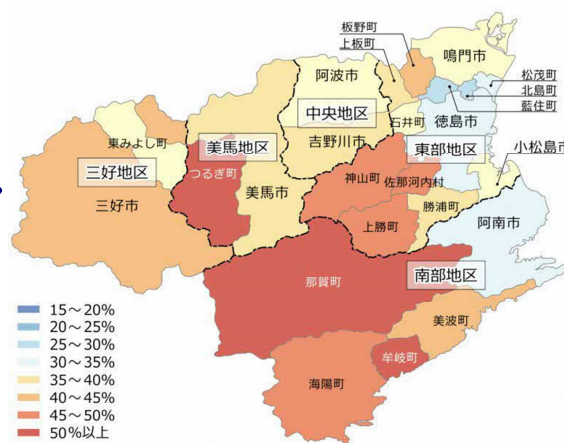 板野町
上板町
鳴門市
松茂町
北島町
藍住町
阿波市
中央地区
石井町
徳島市
東みよし町
美馬地区
吉野川市
東部地区
小松島市
三好地区
つるぎ町
神山町
佐那河内村
三好市
美馬市
上勝町
勝浦町
阿南市
那賀町
南部地区
美波町
牟岐町
海陽町
15～20%
20～25%
25～30%
30～35%
35～40%
40～45%
45～50%
50%以上